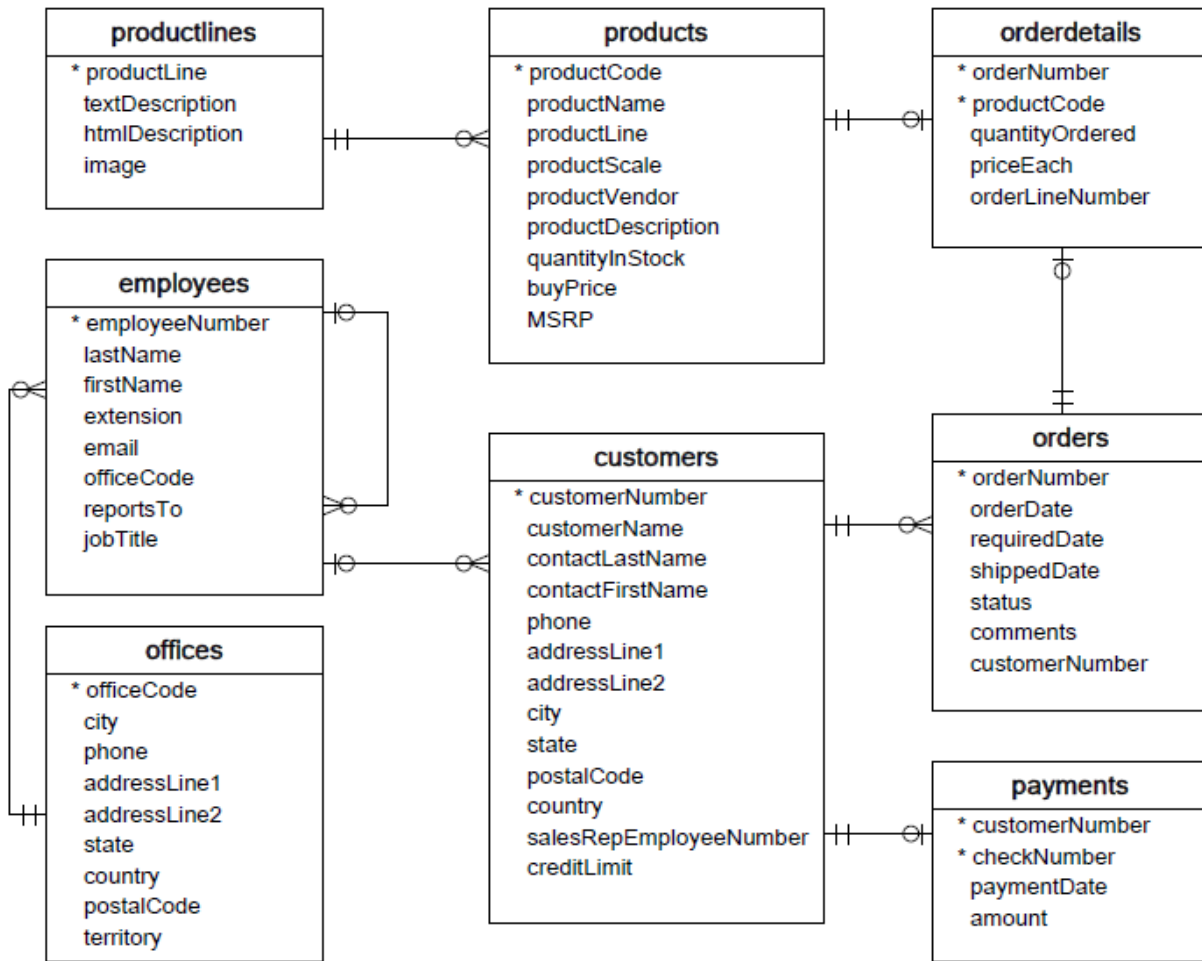 productlines
* productLine
textDescription
htmlDescription
image
products
* productCode
productName
productLine
productScale
productVendor
productDescription
quantityInStock
buyPrice
MSRP
orderdetails
* orderNumber
* productCode
quantityOrdered
priceEach
orderLineNumber
employees
* employeeNumber
lastName
firstName
extension
email
officeCode
reportsTo
jobTitle
customers
* customerNumber
customerName
contactLastName
contactFirstName
phone
addressLine1
addressLine2
city
state
postalCode
country
salesRepEmployeeNumber
creditLimit
orders
* orderNumber
orderDate
requiredDate
shippedDate
status
comments
customerNumber
offices
* officeCode
city
phone
addressLine1
addressLine2
state
country
postalCode
territory
payments
* customerNumber
* checkNumber
paymentDate
amount